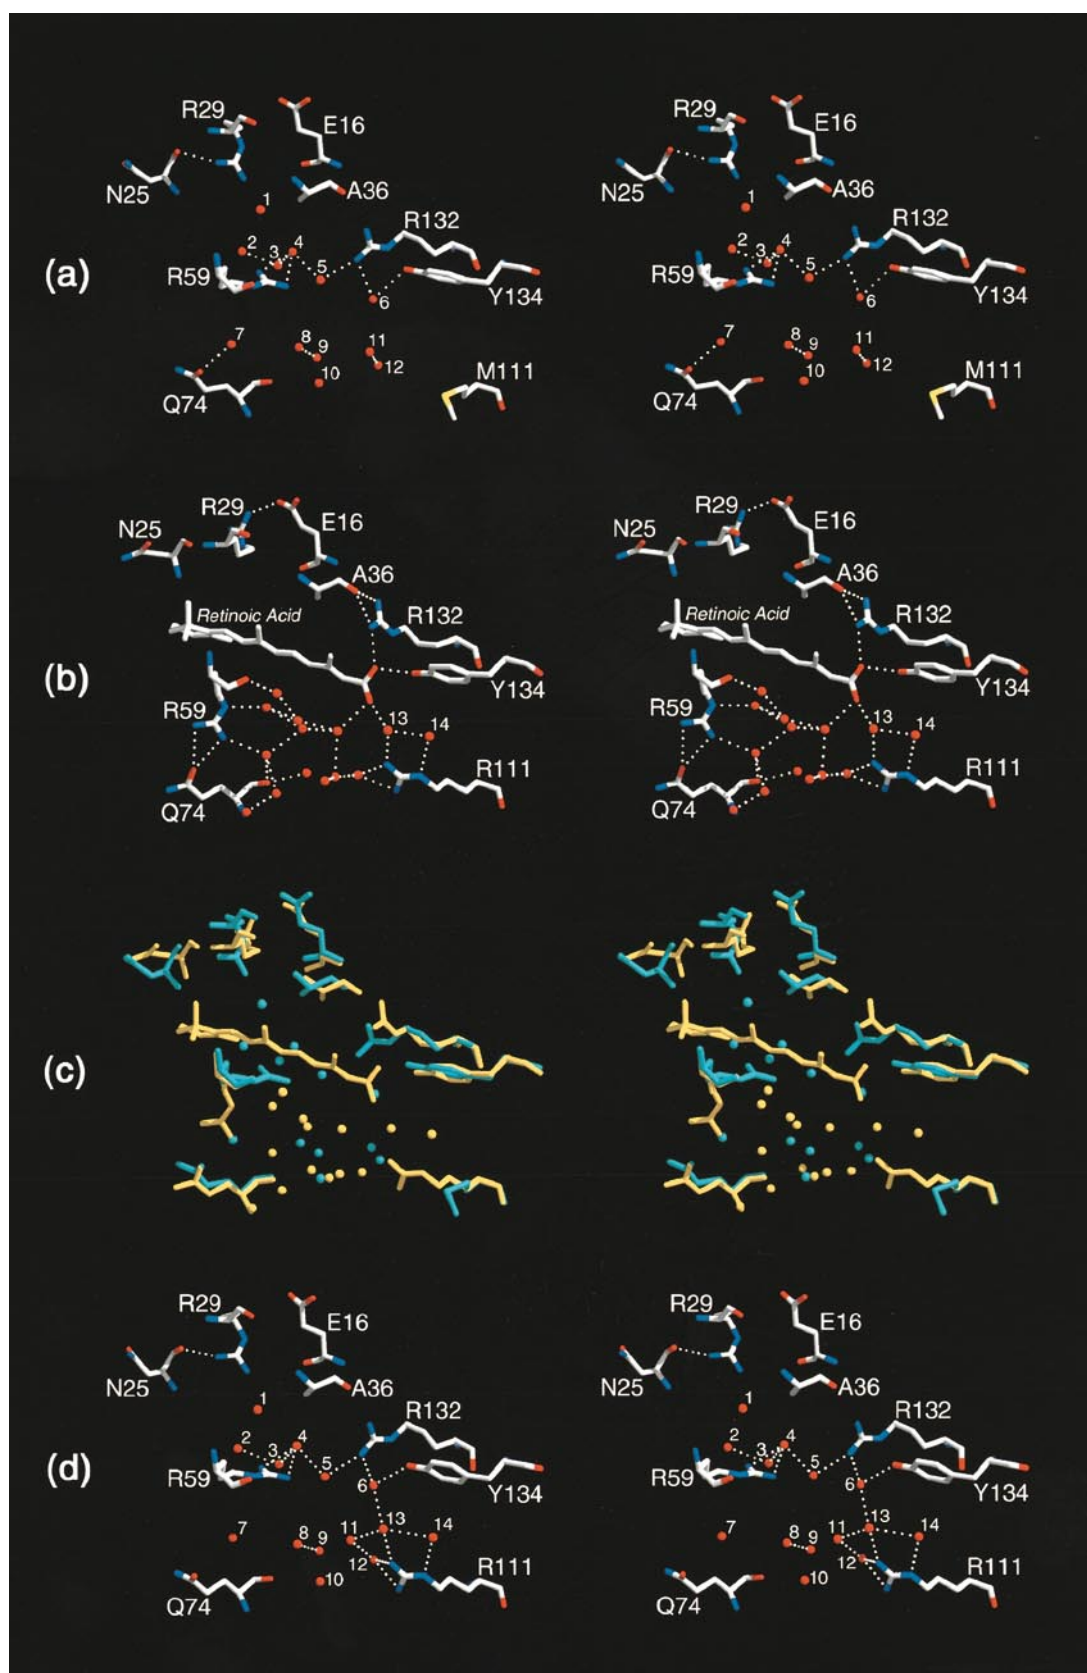 R29
E16
N25
A36
1
R132
2
3
4
5
(a)
R59
6
Y134
7
8
9
11
10
12
M111
Q74
R29
E16
N25
A36
1
R132
2
3
4
5
R59
6
Y134
7
8
9
11
10
12
M111
Q74
R29
E16
N25
A36
Retinoic Acid
R132
(b)
Y134
R59
13
14
R111
Q74
R29
E16
N25
A36
Retinoic Acid
R132
Y134
R59
13
14
R111
Q74
(c)
R29
E16
N25
A36
1
R132
2
3
4
5
(d)
R59
6
Y134
7
8
9
11
13
14
12
10
R111
Q74
R29
E16
N25
A36
1
R132
2
3
4
5
R59
6
Y134
7
8
9
11
13
14
12
10
R111
Q74